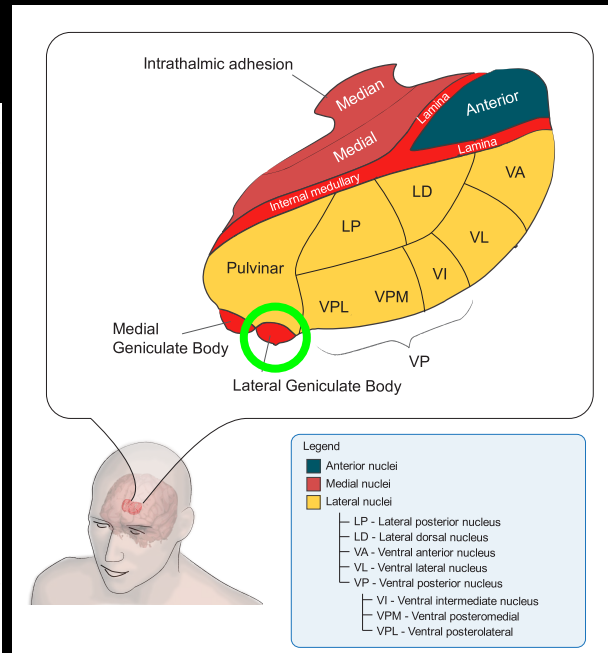 Intrathalmic adhesion
Median
Lamina
Anterior
Medial
Lamina
Internal medullary
VA
LD
LP
VL
Pulvinar
VI
VPM
VPL
Medial
Geniculate Body
VP
Lateral Geniculate Body
Legend
Anterior nuclei
Medial nuclei
Lateral nuclei
LP - Lateral posterior nucleus
LD - Lateral dorsal nucleus
VA - Ventral anterior nucleus
VL - Ventral lateral nucleus
VP - Ventral posterior nucleus
VI - Ventral intermediate nucleus
VPM - Ventral posteromedial
VPL - Ventral posterolateral